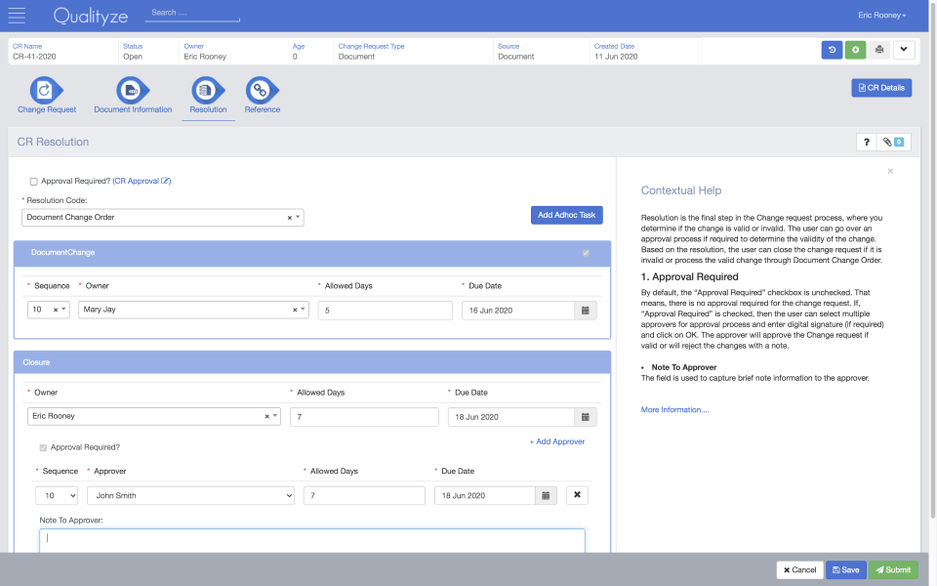 Qualityze
Search ....
Eric Rooney
CR Name
CR-41-2020
Status
Open
Owner
Eric Rooney
Age
0
Change Request Type
Document
Source
Document
Created Date
11 Jun 2020
Change Request
Document Information
Resolution
Reference
CR Details
CR Resolution
? 0
Approval Required? (CR Approval)
* Resolution Code:
Document Change Order
× 
Add Adhoc Task
DocumentChange
* Sequence * Owner * Allowed Days * Due Date
10 × Mary Jay × 5 16 Jun 2020
Closure
* Owner * Allowed Days * Due Date
Eric Rooney × 7 18 Jun 2020
Approval Required?
+ Add Approver
* Sequence * Approver * Allowed Days * Due Date
10 John Smith 7 18 Jun 2020
Note To Approver:
Contextual Help
Resolution is the final step in the Change request process, where you
determine if the change is valid or invalid. The user can go over an
approval process if required to determine the validity of the change.
Based on the resolution, the user can close the change request if it is
invalid or process the valid change through Document Change Order.
1. Approval Required
By default, the “Approval Required” checkbox is unchecked. That
means, there is no approval required for the change request. If,
“Approval Required” is checked, then the user can select multiple
approvers for approval process and enter digital signature (if required)
and click on OK. The approver will approve the Change request if
valid or will reject the changes with a note.
• Note To Approver
The field is used to capture brief note information to the approver.
More Information....
Cancel
Save
Submit